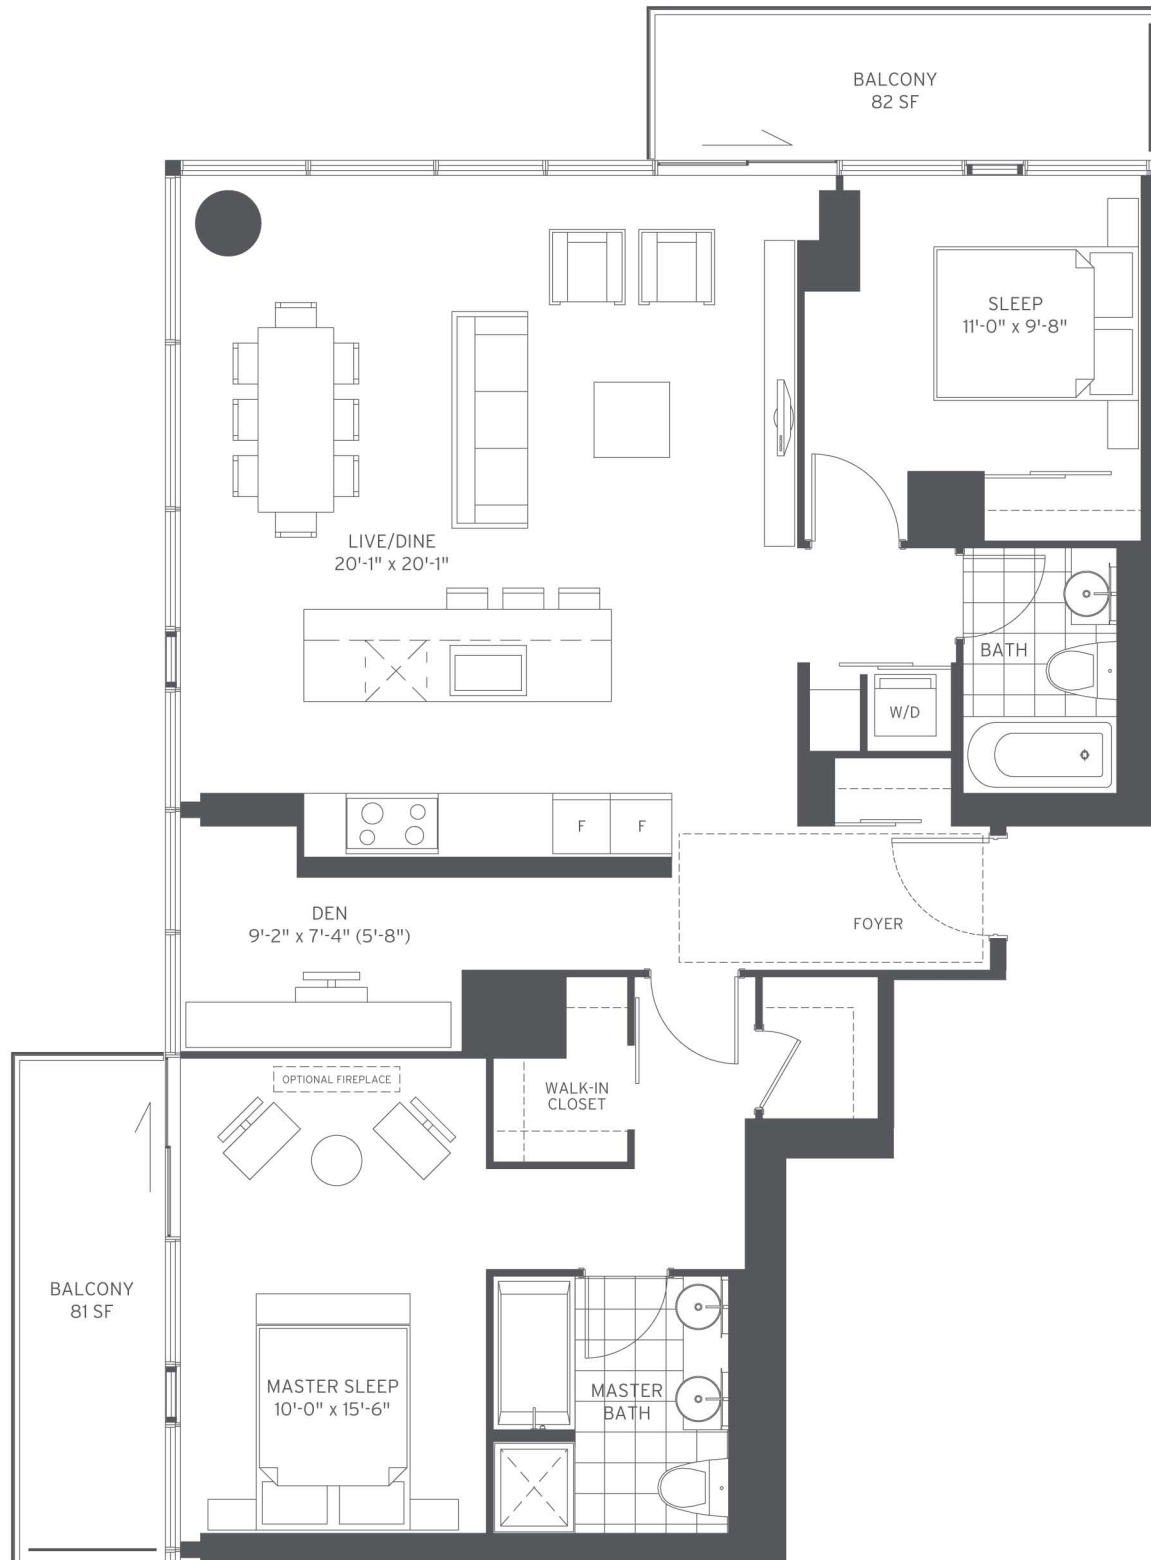 BALCONY
82 SF
SLEEP
11'-0" x 9'-8"
LIVE/DINE
20'-1" x 20'-1"
BATH
W/D
F F
DEN
9'-2" x 7'-4" (5'-8")
FOYER
OPTIONAL FIREPLACE
WALK-IN
CLOSET
BALCONY
81 SF
MASTER SLEEP
10'-0" x 15'-6"
MASTER
BATH